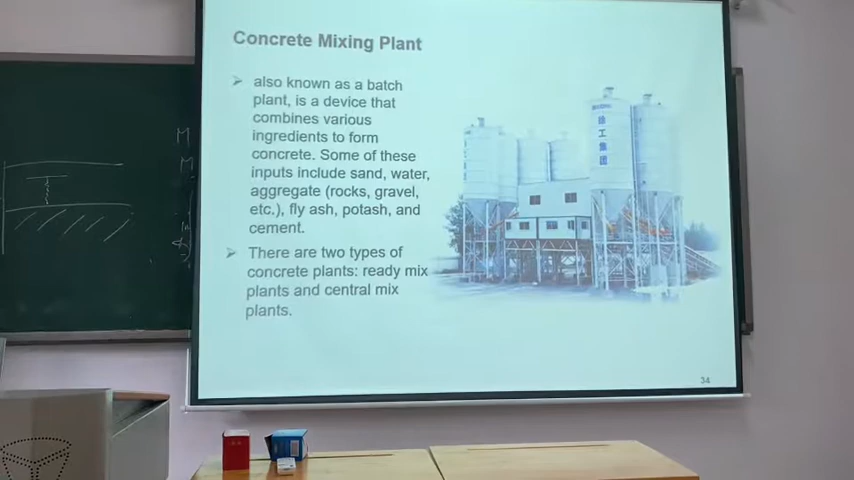 Concrete Mixing Plant
➢ also known as a batch
plant, is a device that
combines various
ingredients to form
concrete. Some of these
inputs include sand, water,
aggregate (rocks, gravel,
etc.), fly ash, potash, and
cement.
➢ There are two types of
concrete plants: ready mix
plants and central mix
plants.
34